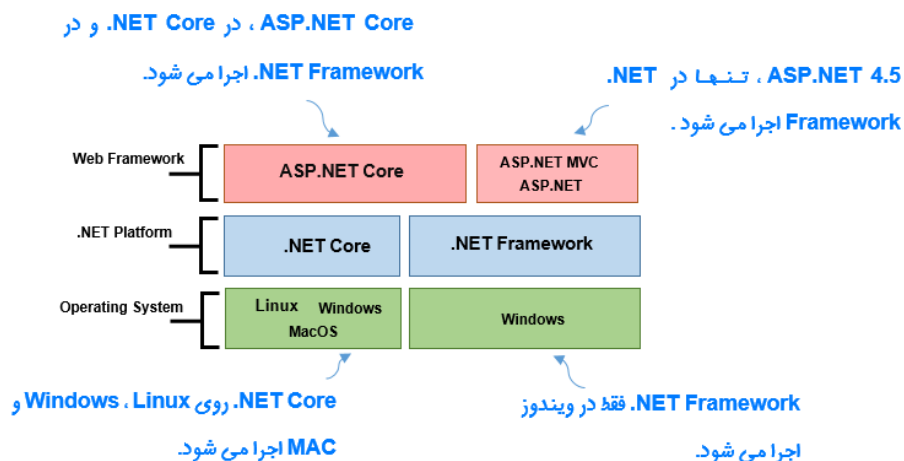 ASP.NET Core ، در NET Core. و در
NET Framework. اجرا می شود.
ASP.NET 4.5 ، تنها در NET.
Framework اجرا می شود .
Web Framework
ASP.NET Core
ASP.NET MVC
ASP.NET
.NET Platform
.NET Core
.NET Framework
Operating System
Linux Windows
MacOS
Windows
NET Core. روی Windows ، Linux و
MAC اجرا می شود.
NET Framework. فقط در ویندوز
اجرا می شود.